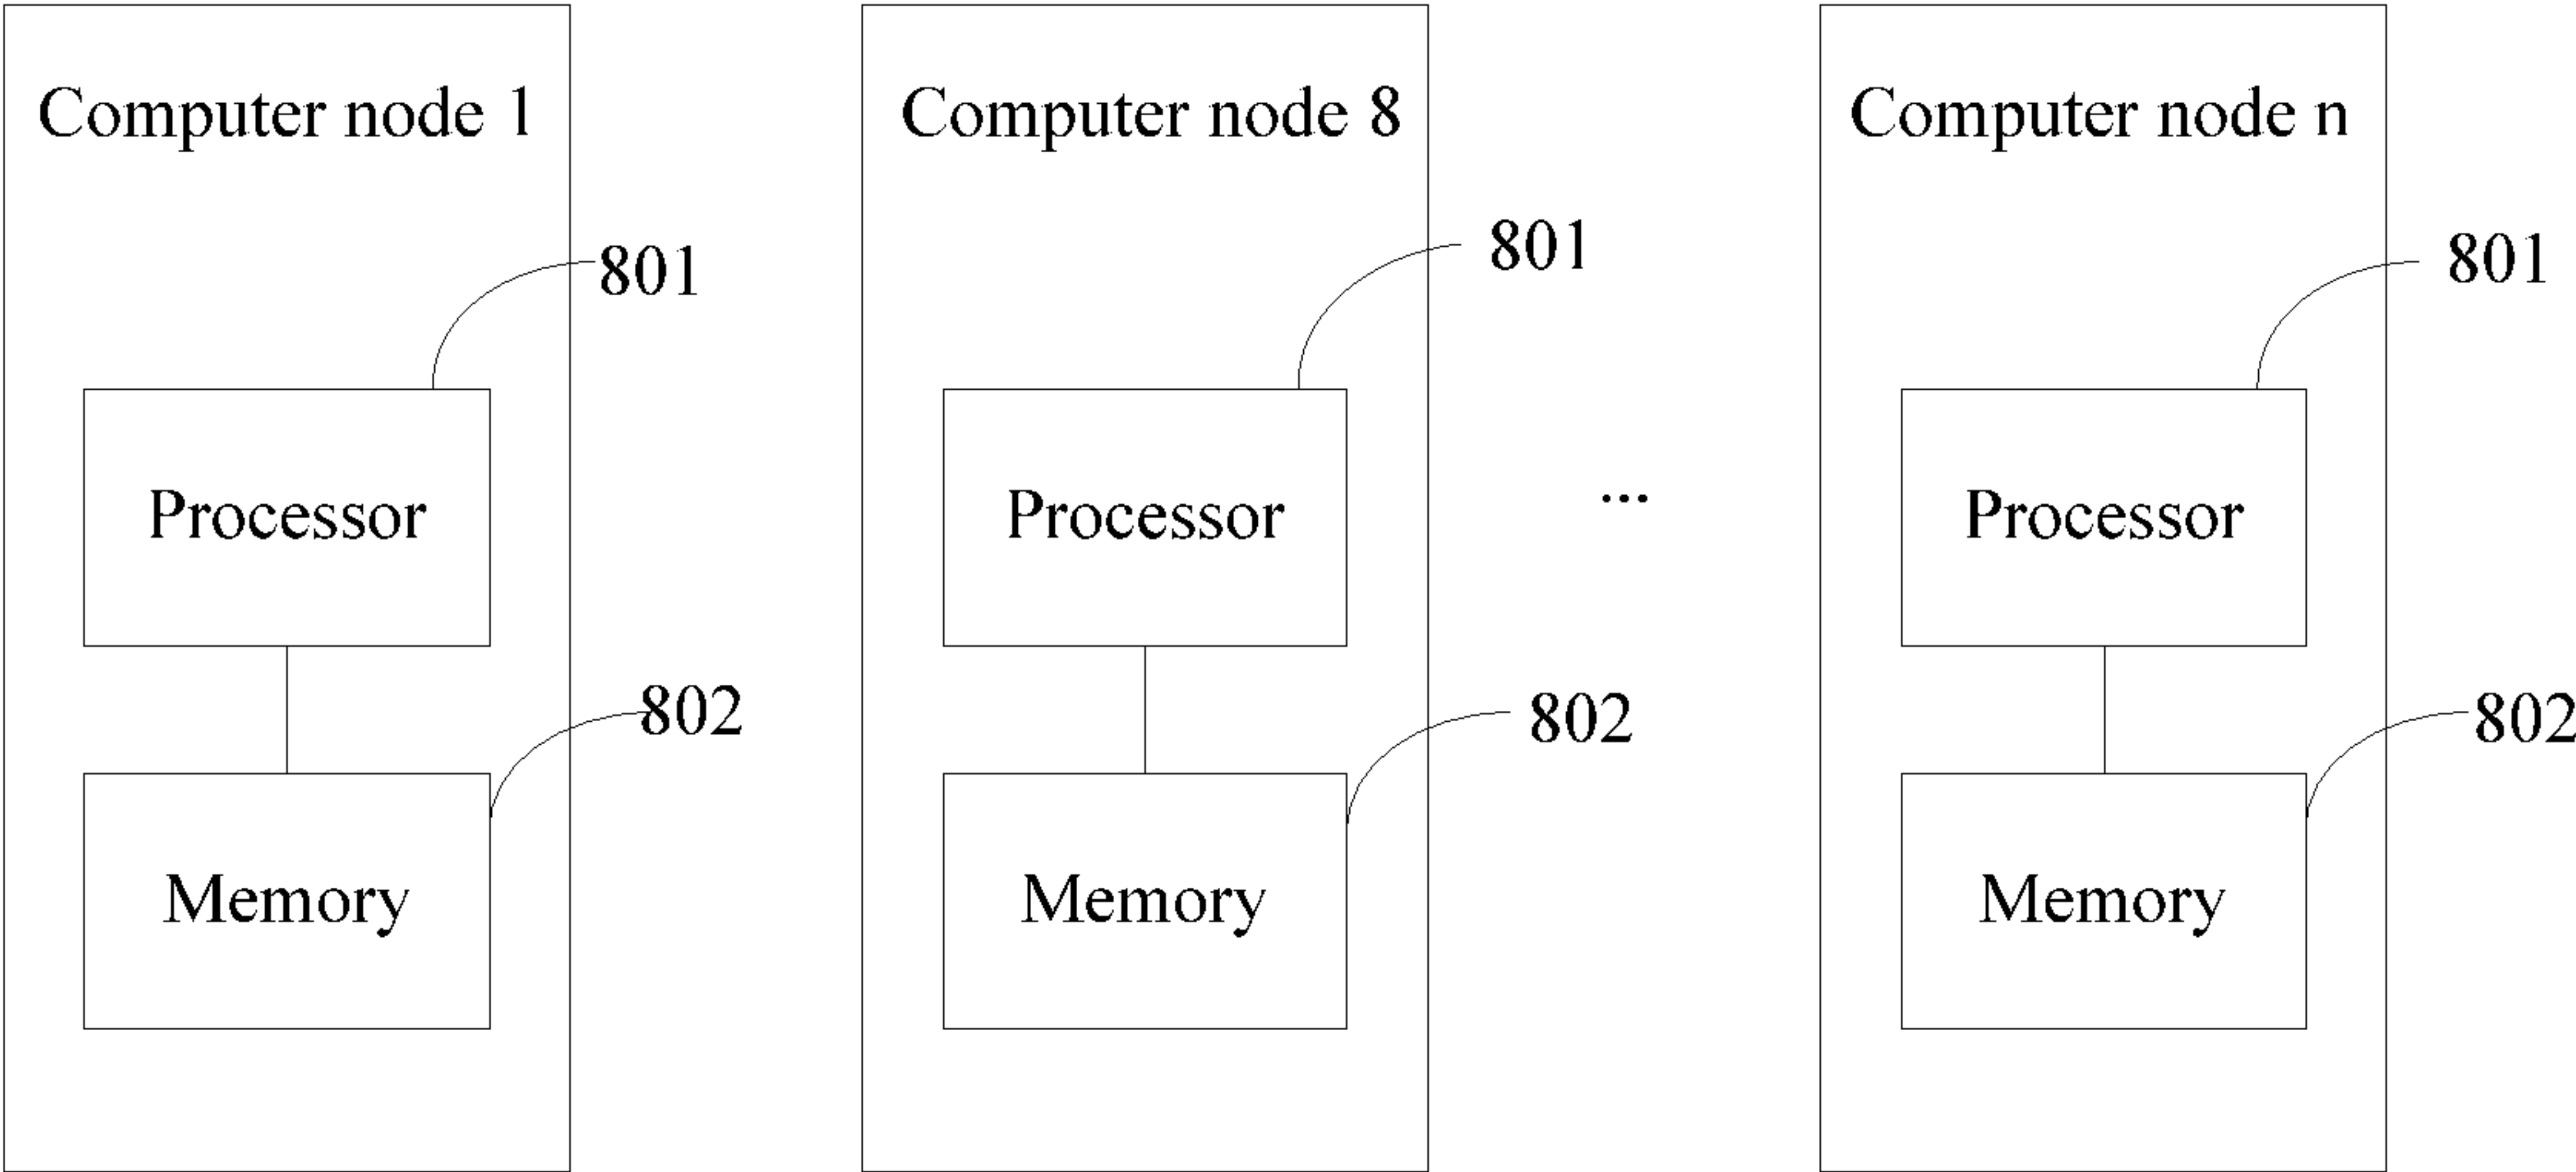 Computer node 1
801
Processor
802
Memory
Computer node 8
801
Processor
802
Memory
...
Computer node n
801
Processor
802
Memory